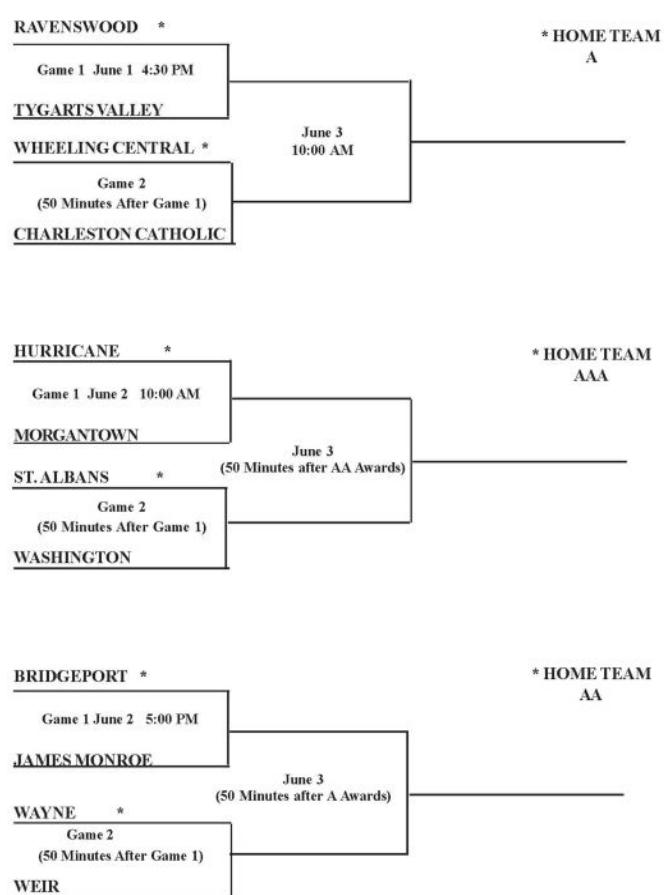 RAVENSWOOD *
* HOME TEAM
A
Game 1 June 1 4:30 PM
TYGARTS VALLEY
June 3
10:00 AM
WHEELING CENTRAL *
Game 2
(50 Minutes After Game 1)
CHARLESTON CATHOLIC
HURRICANE *
* HOME TEAM
AAA
Game 1 June 2 10:00 AM
MORGANTOWN
June 3
(50 Minutes after AA Awards)
ST. ALBANS *
Game 2
(50 Minutes After Game 1)
WASHINGTON
BRIDGEPORT *
* HOME TEAM
AA
Game 1 June 2 5:00 PM
JAMES MONROE
June 3
(50 Minutes after A Awards)
WAYNE *
Game 2
(50 Minutes After Game 1)
WEIR